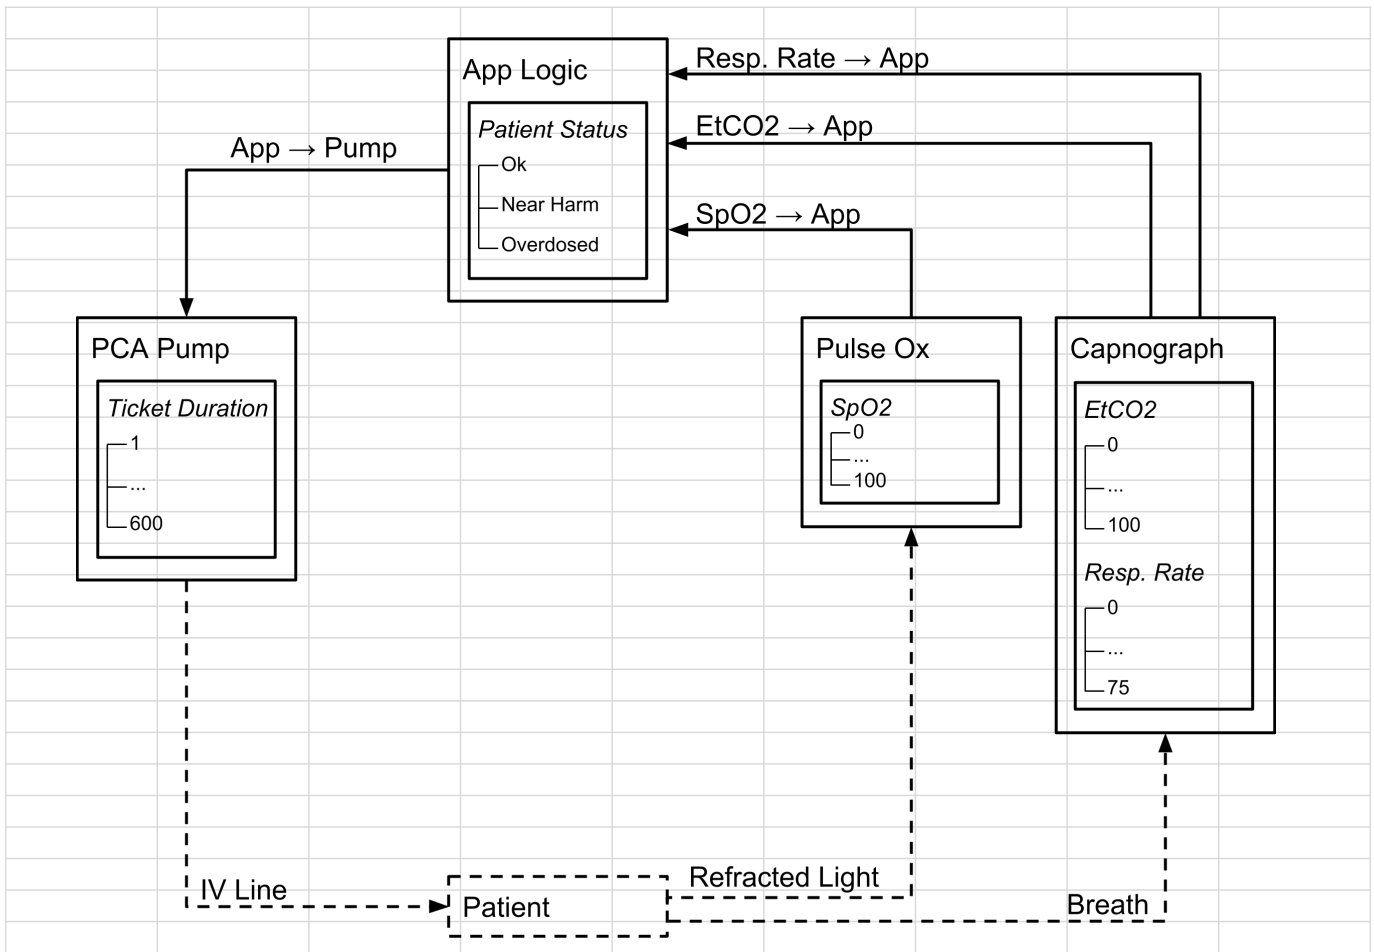 App Logic
Patient Status
Ok
Near Harm
Overdosed
Resp. Rate → App
EtCO2 → App
SpO2 → App
App → Pump
PCA Pump
Ticket Duration
1
...
600
Pulse Ox
SpO2
0
...
100
Capnograph
EtCO2
0
...
100
Resp. Rate
0
...
75
IV Line
Patient
Refracted Light
Breath